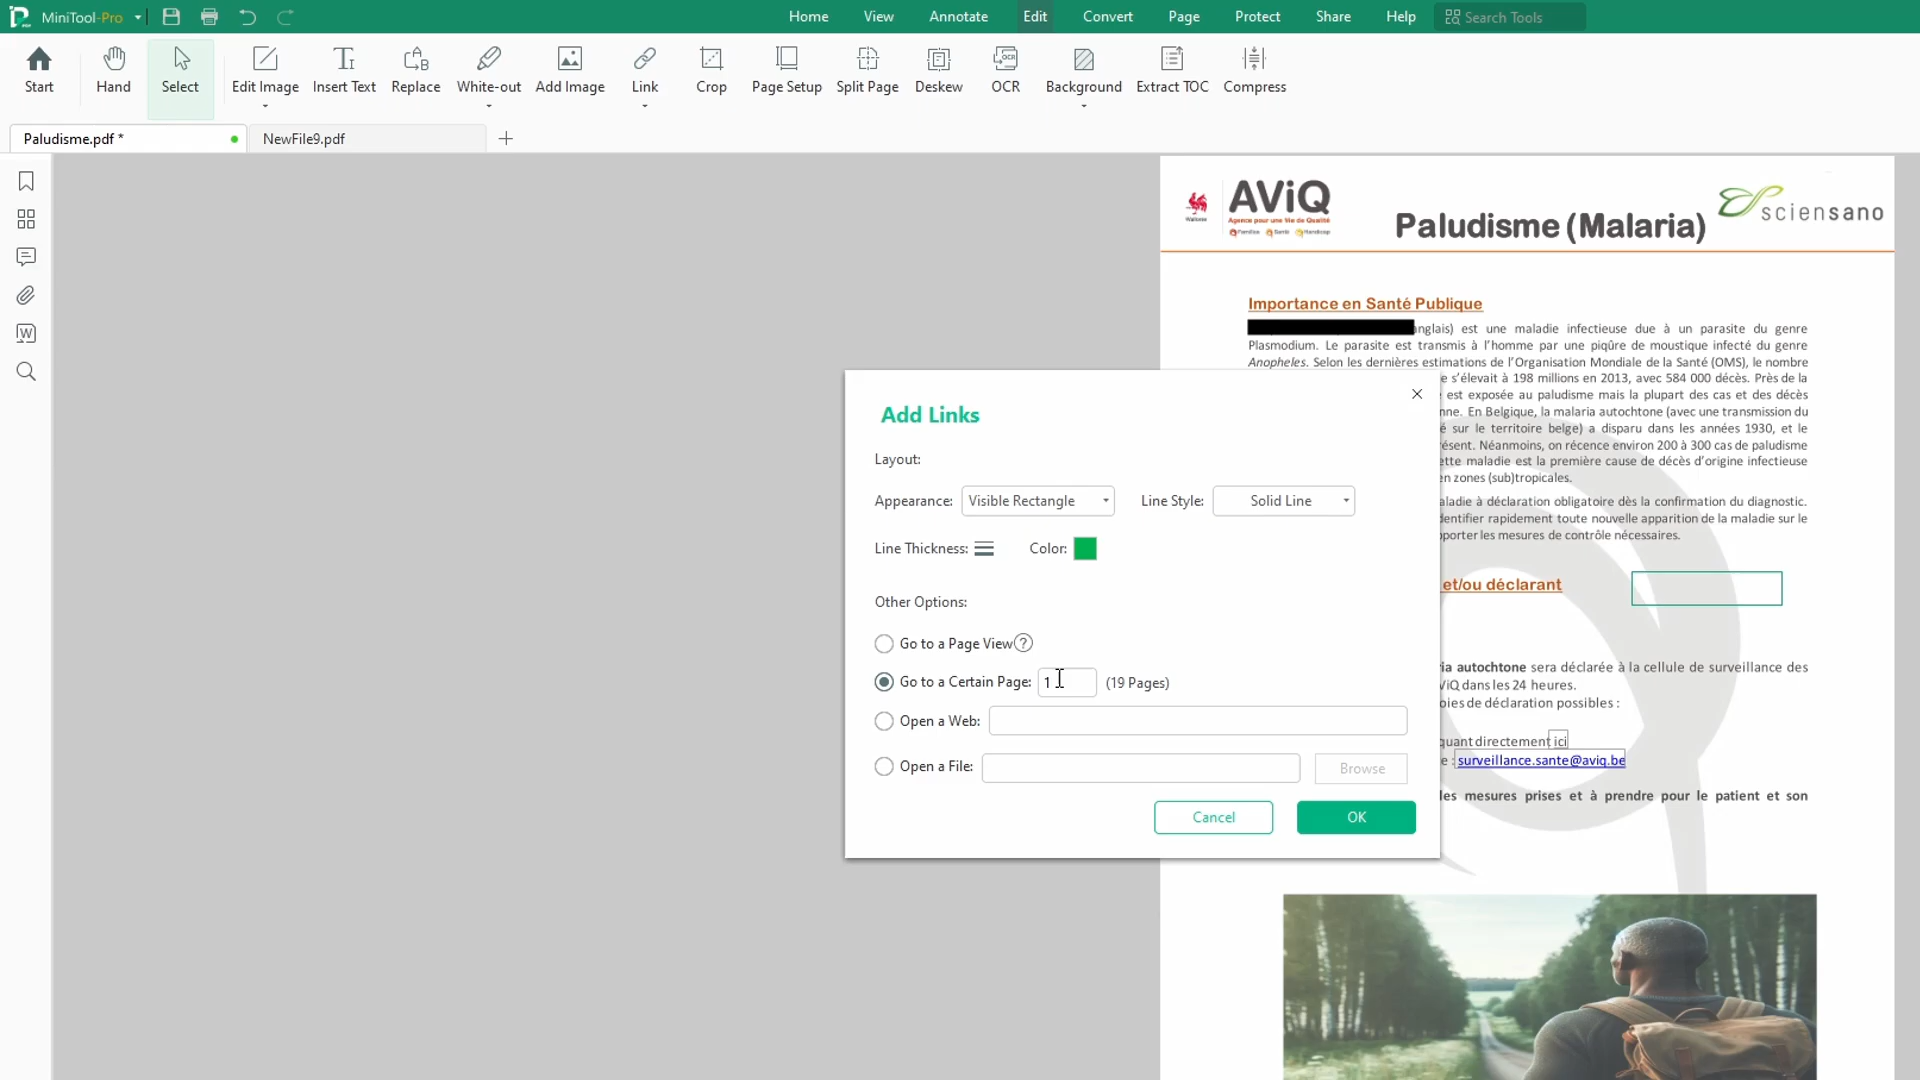 MiniTool-Pro
Home View Annotate Edit Convert Page Protect Share Help Search Tools
Start Hand Select Edit Image Insert Text Replace White-out Add Image Link Crop Page Setup Split Page Deskew OCR Background Extract TOC Compress
Paludisme.pdf * NewFile9.pdf
AViQ
Agence pour une Vie de Qualité
Familles Santé Handicap
Wallonie
Paludisme (Malaria)
sciensano
Importance en Santé Publique
anglais) est une maladie infectieuse due à un parasite du genre
Plasmodium. Le parasite est transmis à l'homme par une piqûre de moustique infecté du genre
Anopheles. Selon les dernières estimations de l'Organisation Mondiale de la Santé (OMS), le nombre
e s'élevait à 198 millions en 2013, avec 584 000 décès. Près de la
est exposée au paludisme mais la plupart des cas et des décès
nne. En Belgique, la malaria autochtone (avec une transmission du
é sur le territoire belge) a disparu dans les années 1930, et le
ésent. Néanmoins, on récence environ 200 à 300 cas de paludisme
ette maladie est la première cause de décès d'origine infectieuse
en zones (sub)tropicales.
aladie à déclaration obligatoire dès la confirmation du diagnostic.
dentifier rapidement toute nouvelle apparition de la maladie sur le
porter les mesures de contrôle nécessaires.
et/ou déclarant
ia autochtone sera déclarée à la cellule de surveillance des
ViQ dans les 24 heures.
oies de déclaration possibles :
quant directement ici
e : surveillance.sante@aviq.be
les mesures prises et à prendre pour le patient et son
Add Links
Layout:
Appearance: Visible Rectangle Line Style: Solid Line
Line Thickness: Color:
Other Options:
Go to a Page View ?
Go to a Certain Page: 1 (19 Pages)
Open a Web:
Open a File: Browse
Cancel OK